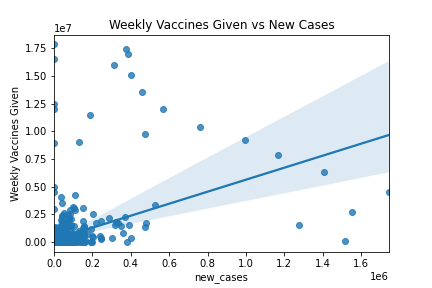 Weekly Vaccines Given vs New Cases
1e7
Weekly Vaccines Given
1.75
1.50
1.25
1.00
0.75
0.50
0.25
0.00
0.0 0.2 0.4 0.6 0.8 1.0 1.2 1.4 1.6
new_cases
1e6